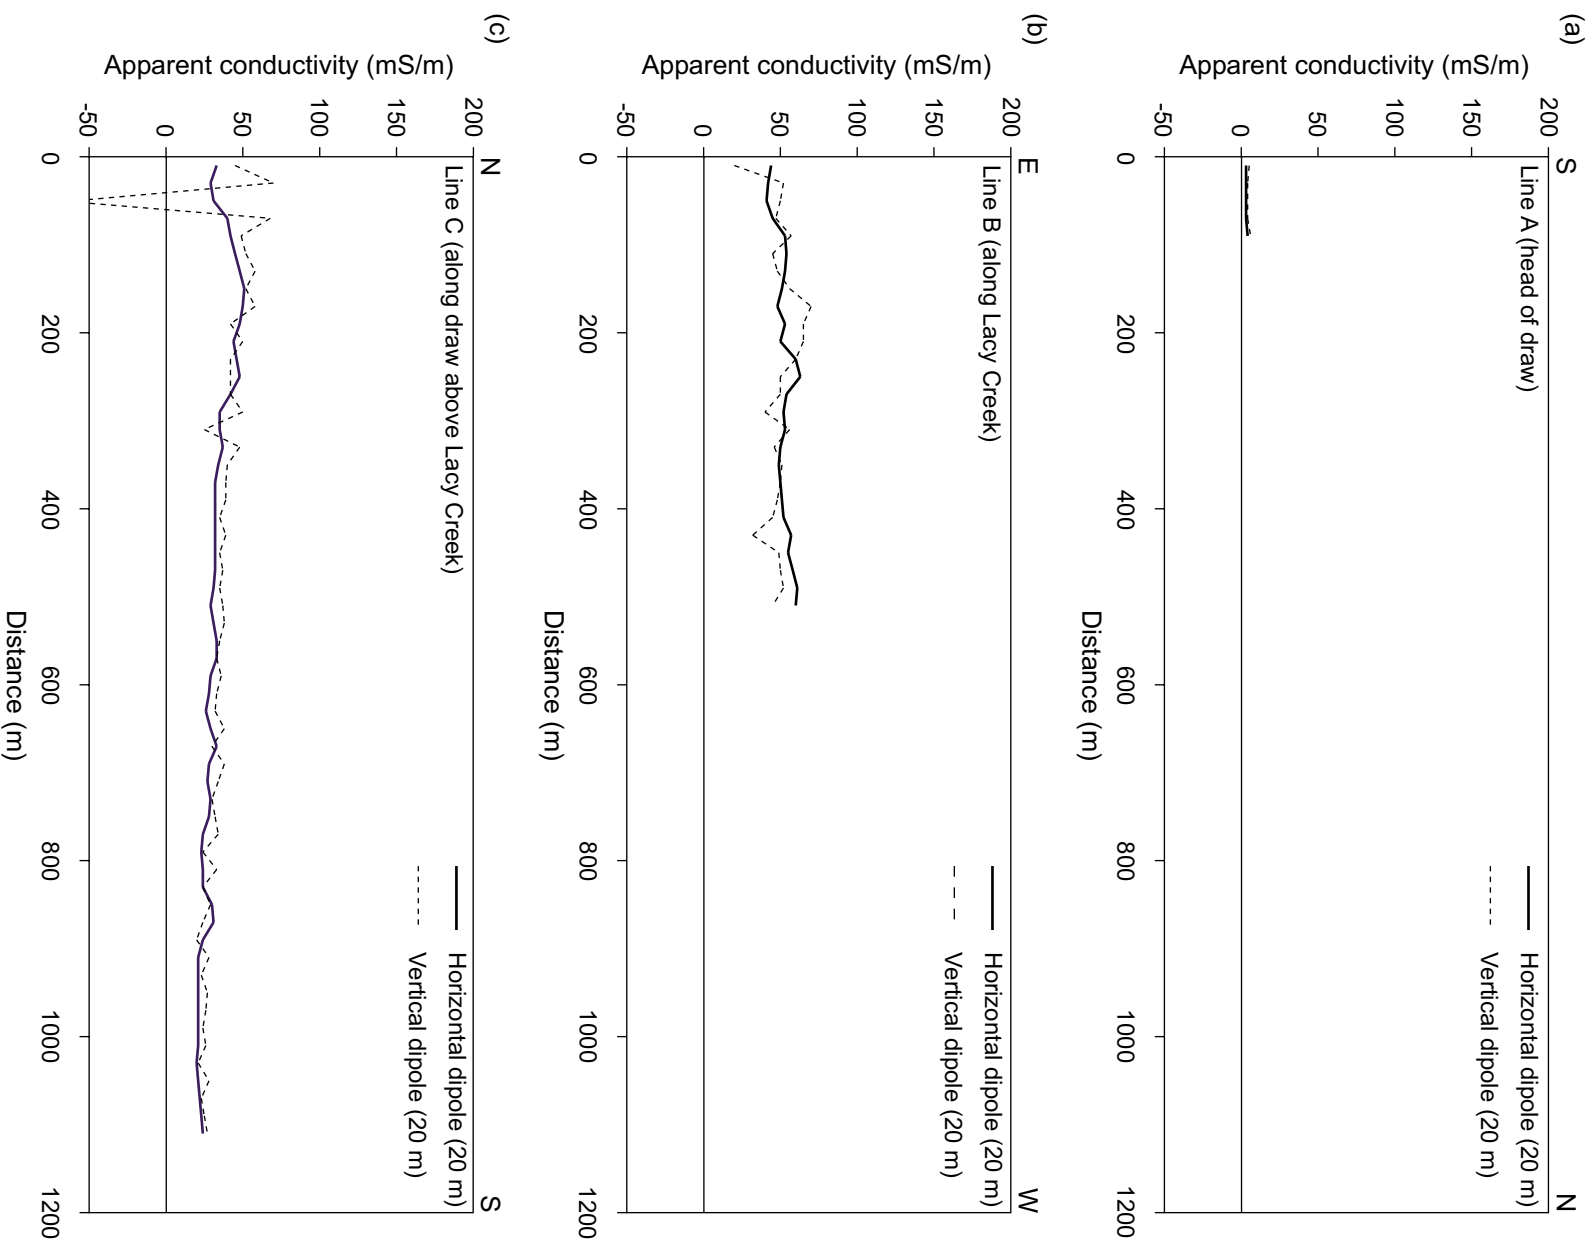 (a)
S
N
Line A (head of draw)
Horizontal dipole (20 m)
Vertical dipole (20 m)
Apparent conductivity (mS/m)
200
150
100
50
0
-50
0
200
400
600
800
1000
1200
Distance (m)
(b)
E
W
Line B (along Lacy Creek)
Horizontal dipole (20 m)
Vertical dipole (20 m)
Apparent conductivity (mS/m)
200
150
100
50
0
-50
0
200
400
600
800
1000
1200
Distance (m)
(c)
N
S
Line C (along draw above Lacy Creek)
Horizontal dipole (20 m)
Vertical dipole (20 m)
Apparent conductivity (mS/m)
200
150
100
50
0
-50
0
200
400
600
800
1000
1200
Distance (m)